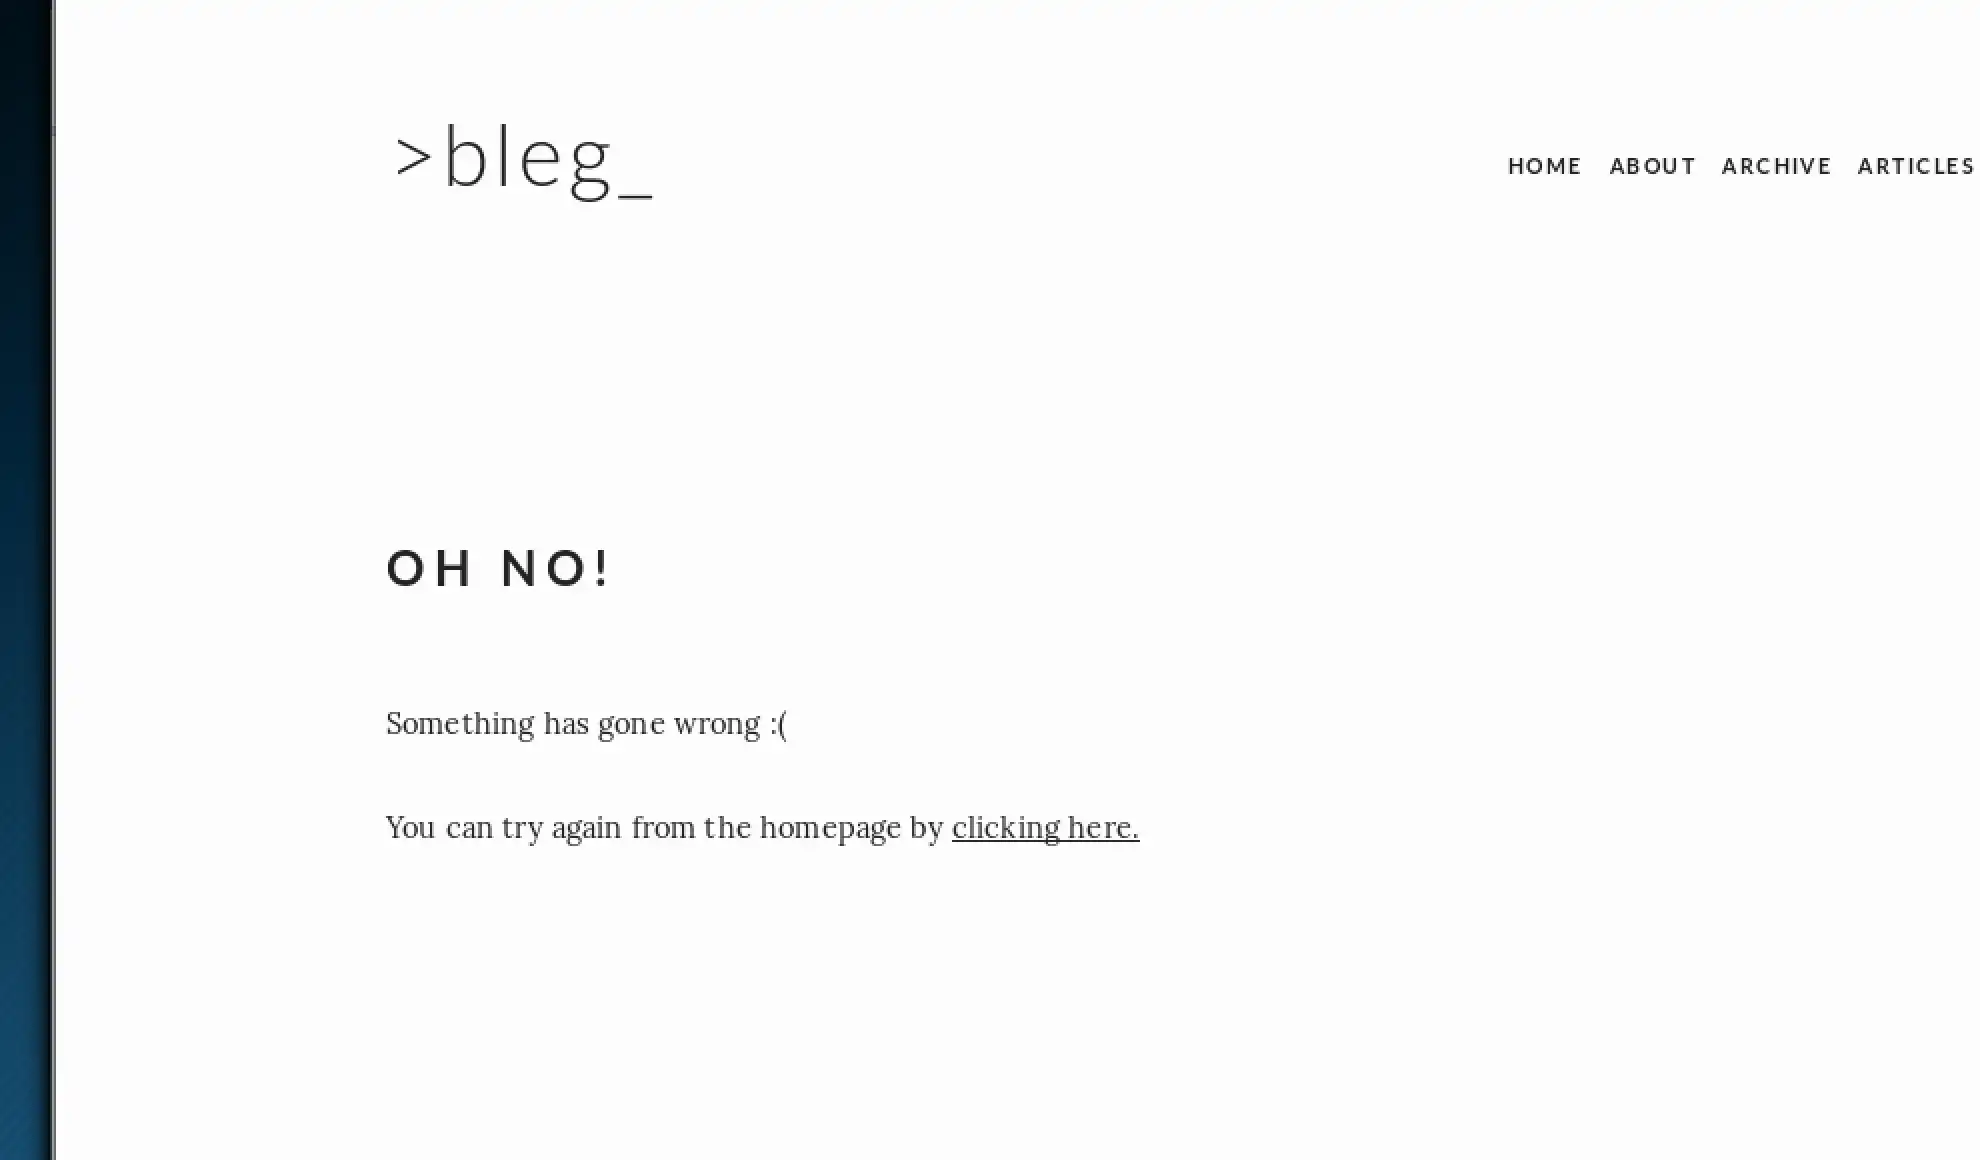 >bleg_
HOME ABOUT ARCHIVE ARTICLES
OH NO!
Something has gone wrong :(
You can try again from the homepage by clicking here.